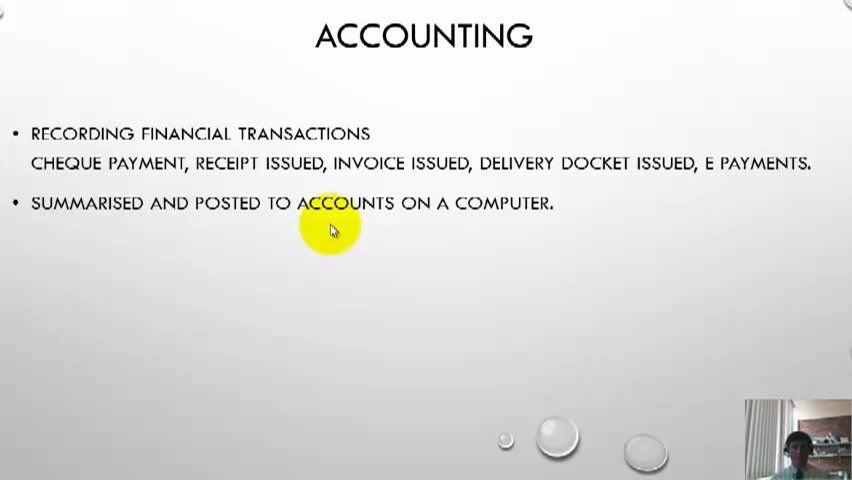 ACCOUNTING
• RECORDING FINANCIAL TRANSACTIONS
CHEQUE PAYMENT, RECEIPT ISSUED, INVOICE ISSUED, DELIVERY DOCKET ISSUED, E PAYMENTS.
• SUMMARISED AND POSTED TO ACCOUNTS ON A COMPUTER.